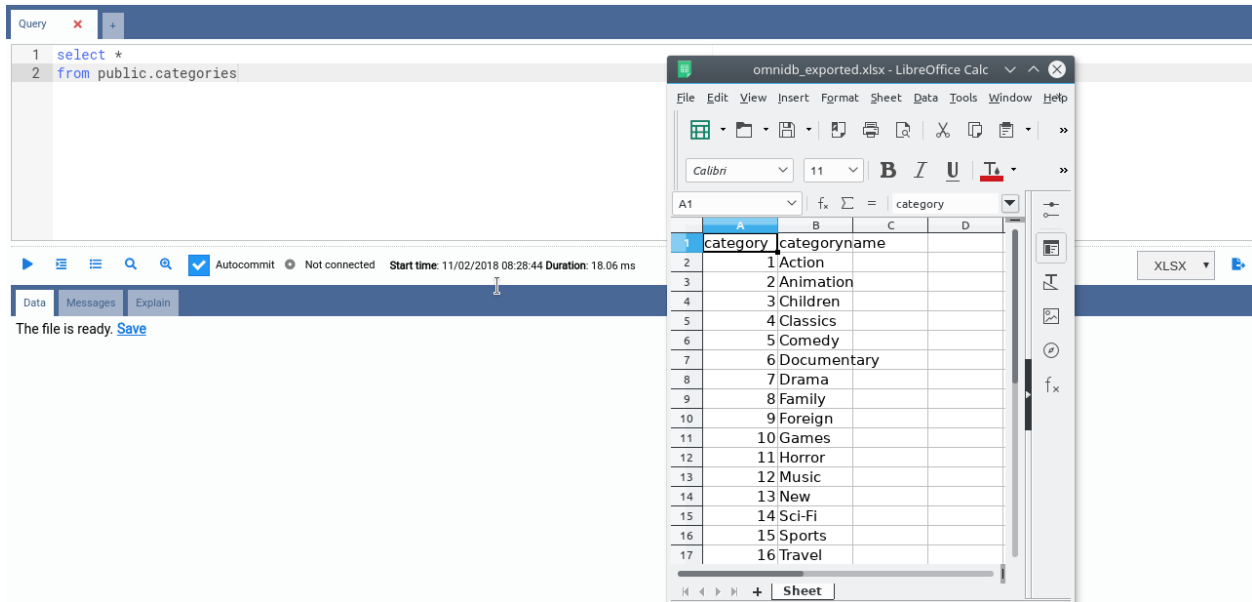 Query
1 select *
2 from public.categories
Autocommit Not connected Start time: 11/02/2018 08:28:44 Duration: 18.06 ms
XLSX
Data Messages Explain
The file is ready. Save
omnidb_exported.xlsx - LibreOffice Calc
File Edit View Insert Format Sheet Data Tools Window Help
Calibri 11 B I U T
A1 fx Σ = category
A B C D
1 category categoryname
2 1 Action
3 2 Animation
4 3 Children
5 4 Classics
6 5 Comedy
7 6 Documentary
8 7 Drama
9 8 Family
10 9 Foreign
11 10 Games
12 11 Horror
13 12 Music
14 13 New
15 14 Sci-Fi
16 15 Sports
17 16 Travel
Sheet